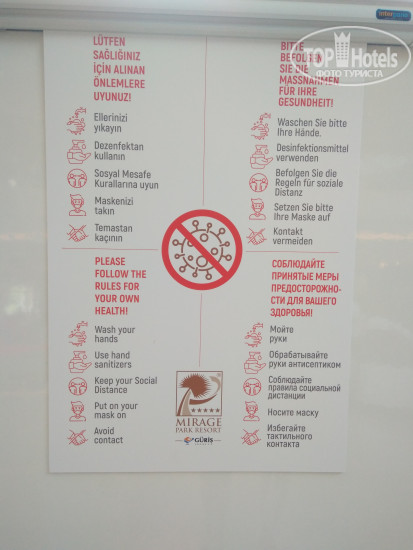 interbook
TopHotels
ФОТО ТУРИСТА
LÜTFEN
SAĞLIĞINIZ
İÇİN ALINAN
ÖNLEMLERE
UYUNUZ!
Ellerinizi
yıkayın
Dezenfektan
kullanın
Sosyal Mesafe
Kurallarına uyun
Maskenizi
takın
Temastan
kaçının
BITTE
BEFOLGEN
SIE DIE
MASSNAHMEN
FÜR IHRE
GESUNDHEIT!
Waschen Sie bitte
Ihre Hände.
Desinfektionsmittel
verwenden
Befolgen Sie die
Regeln für soziale
Distanz
Setzen Sie bitte
Ihre Maske auf
Kontakt
vermeiden
PLEASE
FOLLOW THE
RULES FOR
YOUR OWN
HEALTH!
Wash your
hands
Use hand
sanitizers
Keep your Social
Distance
Put on your
mask on
Avoid
contact
СОБЛЮДАЙТЕ
ПРИНЯТЫЕ МЕРЫ
ПРЕДОСТОРОЖНО-
СТИ ДЛЯ ВАШЕГО
ЗДОРОВЬЯ!
Мойте
руки
Обрабатывайте
руки антисептиком
Соблюдайте
правила социальной
дистанции
Носите маску
Избегайте
тактильного
контакта
MIRAGE
PARK RESORT
GÜRİŞ